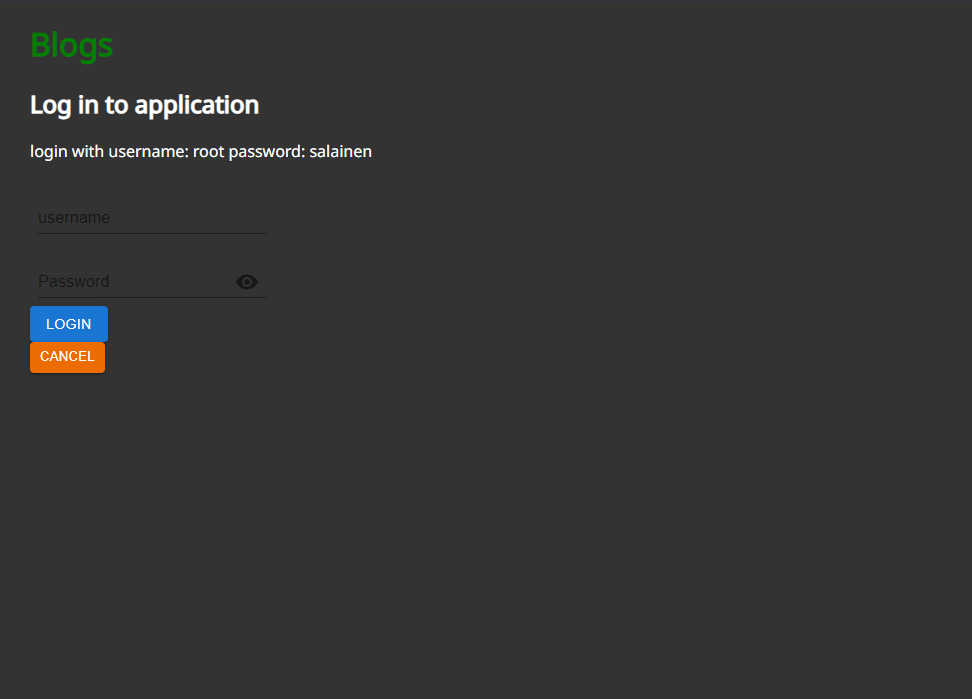 Blogs
Log in to application
login with username: root password: salainen
username
Password
LOGIN
CANCEL